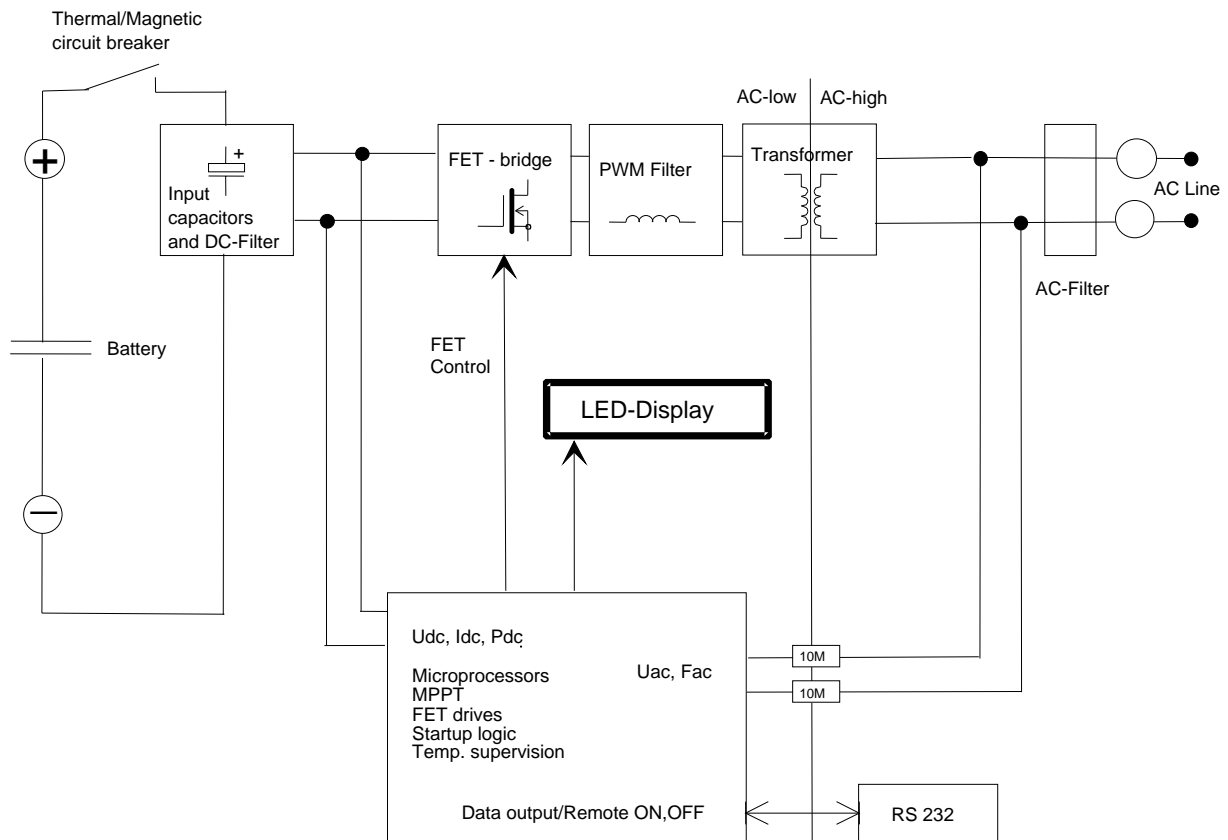 Thermal/Magnetic
circuit breaker
AC-low
AC-high
+
+
Input
capacitors
and DC-Filter
FET - bridge
PWM Filter
Transformer
AC Line
AC-Filter
Battery
FET
Control
LED-Display
−
Udc, Idc, Pdc.
Microprocessors
MPPT
FET drives
Startup logic
Temp. supervision
Uac, Fac
10M
10M
Data output/Remote ON,OFF
RS 232